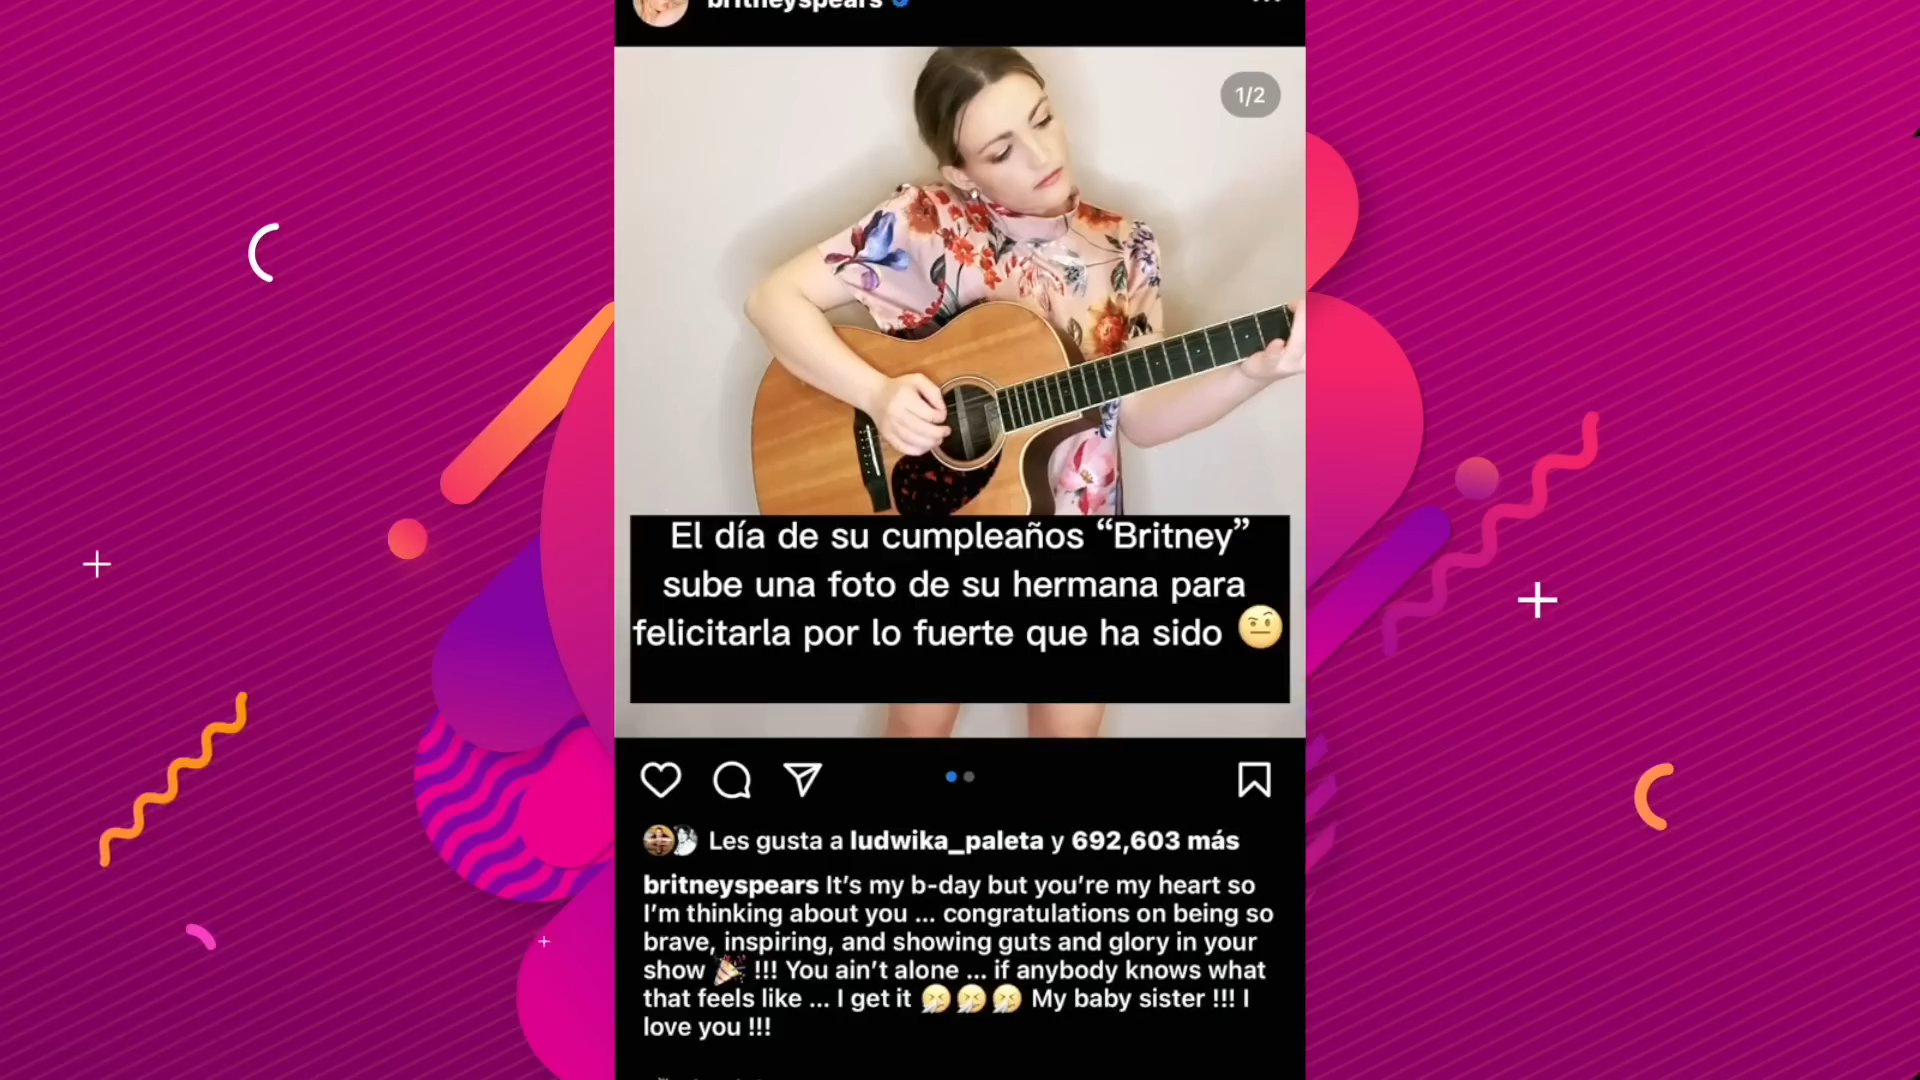 britneyspears
1/2
El día de su cumpleaños “Britney”
sube una foto de su hermana para
felicitarla por lo fuerte que ha sido 🤨
Les gusta a ludwika_paleta y 692,603 más
britneyspears It’s my b-day but you’re my heart so
I’m thinking about you ... congratulations on being so
brave, inspiring, and showing guts and glory in your
show 🎉 !!! You ain’t alone ... if anybody knows what
that feels like ... I get it 🤧🤧🤧 My baby sister !!! I
love you !!!